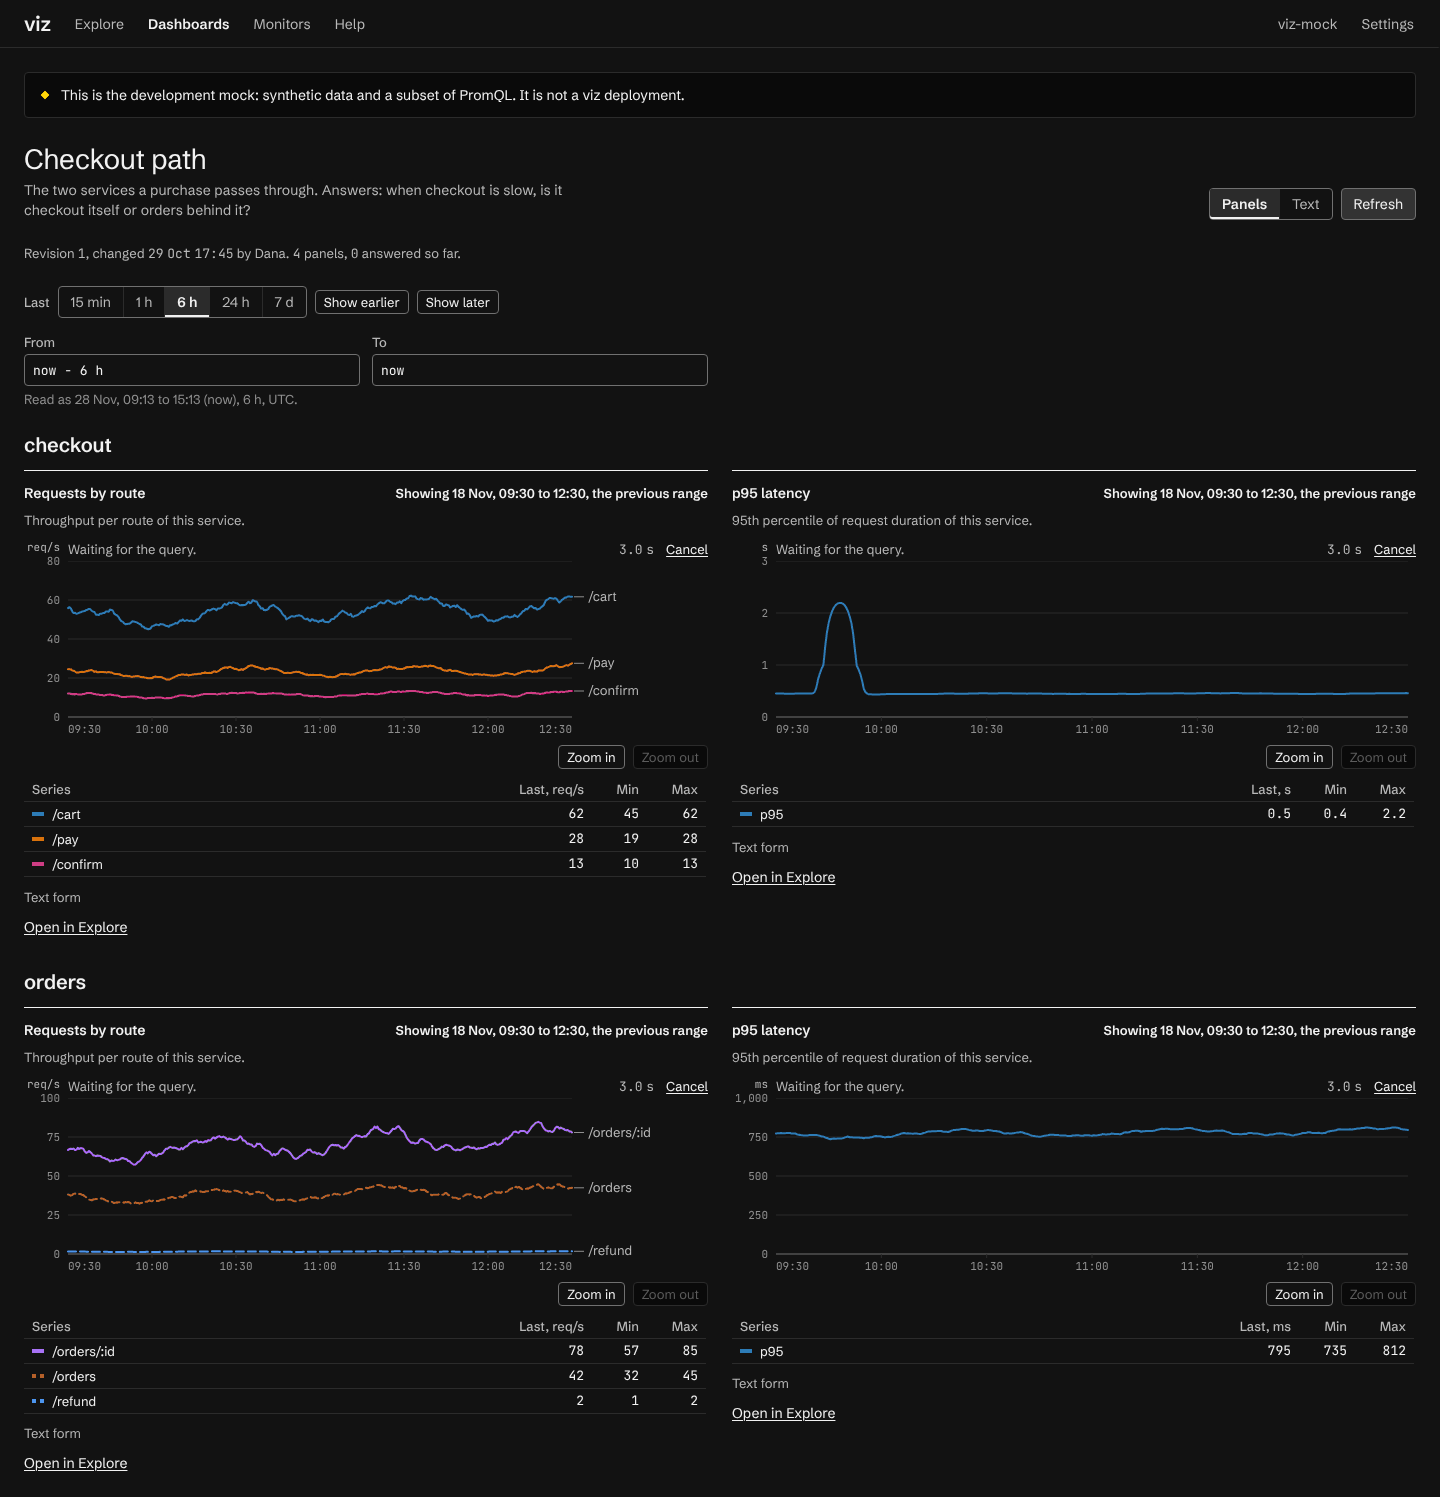 viz Explore Dashboards Monitors Help viz-mock Settings
This is the development mock: synthetic data and a subset of PromQL. It is not a viz deployment.
Checkout path
The two services a purchase passes through. Answers: when checkout is slow, is it
checkout itself or orders behind it?
Panels Text Refresh
Revision 1, changed 29 Oct 17:45 by Dana. 4 panels, 0 answered so far.
Last 15 min 1 h 6 h 24 h 7 d Show earlier Show later
From To
now - 6 h now
Read as 28 Nov, 09:13 to 15:13 (now), 6 h, UTC.
checkout
Requests by route Showing 18 Nov, 09:30 to 12:30, the previous range
Throughput per route of this service.
req/s Waiting for the query. 3.0 s Cancel
80
60
40
20
0
/cart
/pay
/confirm
09:30 10:00 10:30 11:00 11:30 12:00 12:30
Zoom in Zoom out
Series Last, req/s Min Max
/cart 62 45 62
/pay 28 19 28
/confirm 13 10 13
Text form
Open in Explore
p95 latency Showing 18 Nov, 09:30 to 12:30, the previous range
95th percentile of request duration of this service.
s Waiting for the query. 3.0 s Cancel
3
2
1
0
09:30 10:00 10:30 11:00 11:30 12:00 12:30
Zoom in Zoom out
Series Last, s Min Max
p95 0.5 0.4 2.2
Text form
Open in Explore
orders
Requests by route Showing 18 Nov, 09:30 to 12:30, the previous range
Throughput per route of this service.
req/s Waiting for the query. 3.0 s Cancel
100
75
50
25
0
/orders/:id
/orders
/refund
09:30 10:00 10:30 11:00 11:30 12:00 12:30
Zoom in Zoom out
Series Last, req/s Min Max
/orders/:id 78 57 85
/orders 42 32 45
/refund 2 1 2
Text form
Open in Explore
p95 latency Showing 18 Nov, 09:30 to 12:30, the previous range
95th percentile of request duration of this service.
ms Waiting for the query. 3.0 s Cancel
1,000
750
500
250
0
09:30 10:00 10:30 11:00 11:30 12:00 12:30
Zoom in Zoom out
Series Last, ms Min Max
p95 795 735 812
Text form
Open in Explore